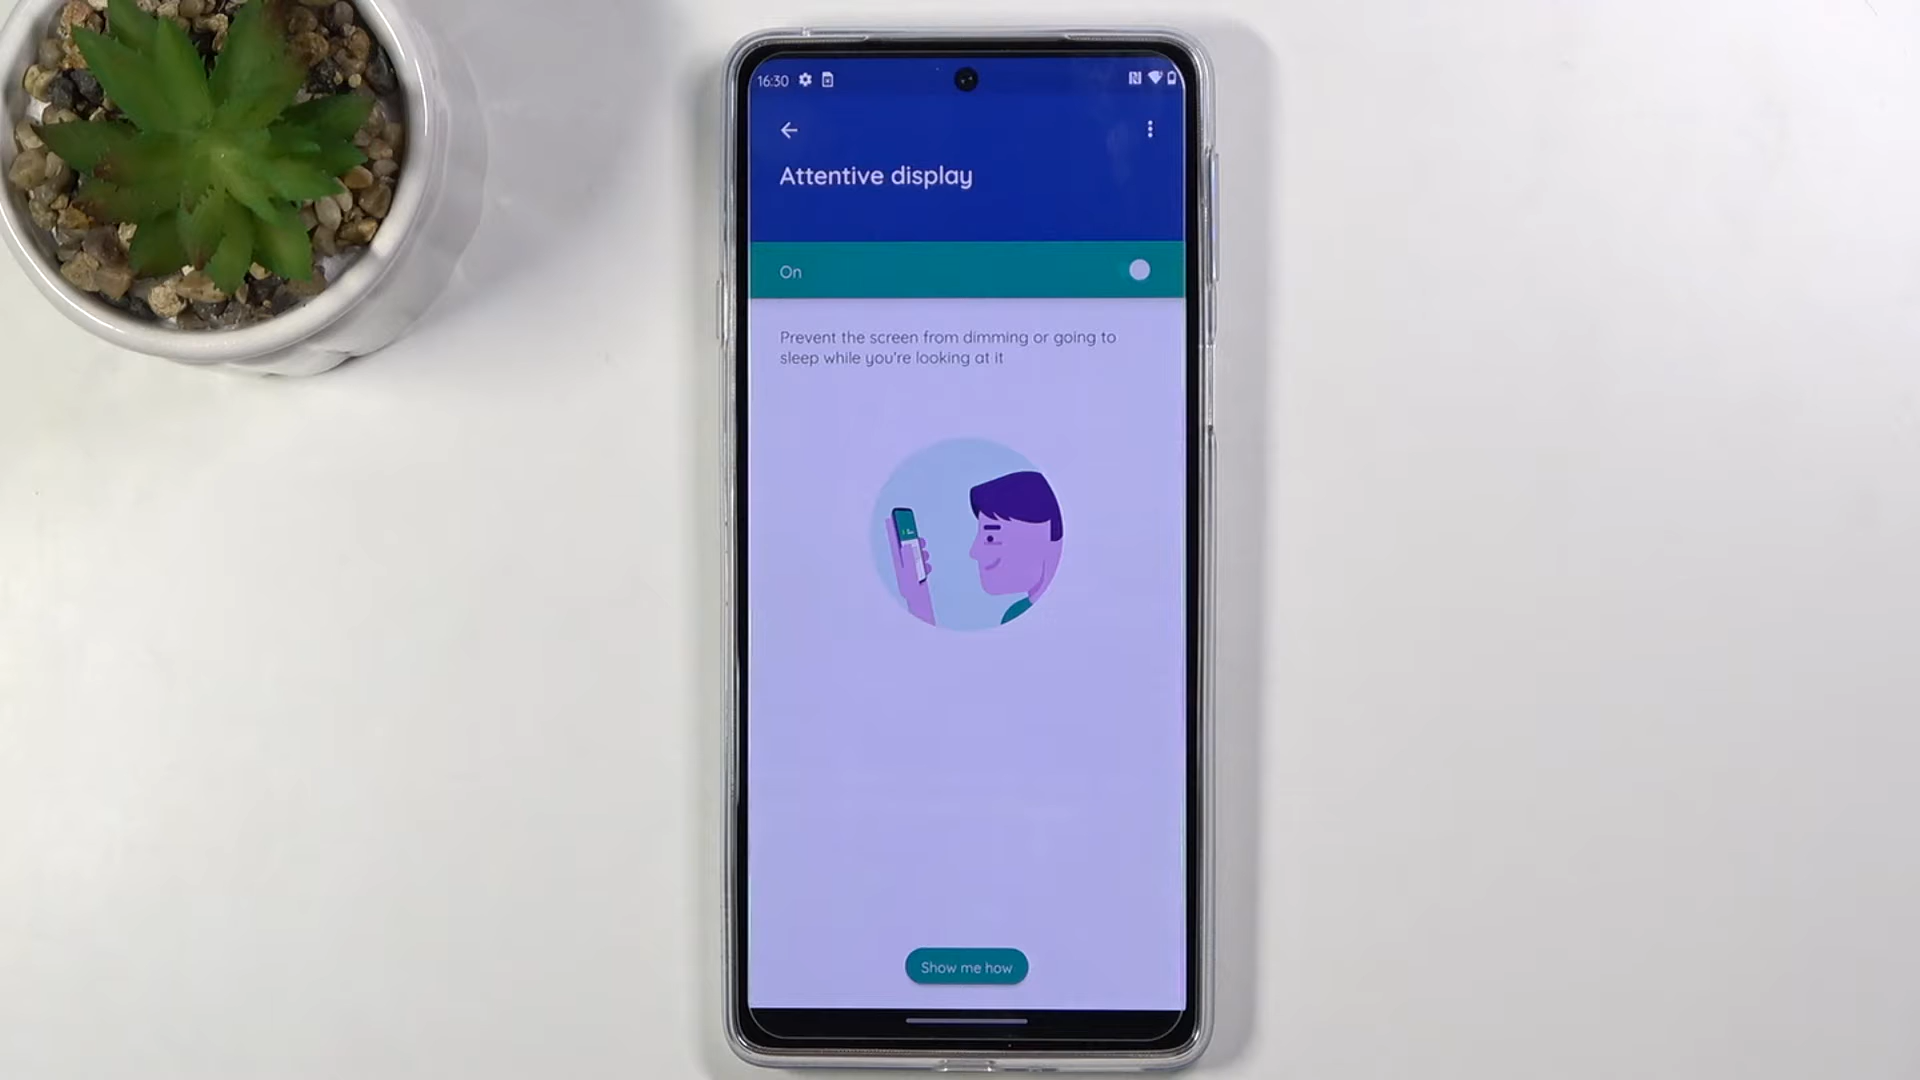 16:30
Attentive display
On
Prevent the screen from dimming or going to
sleep while you're looking at it
Show me how